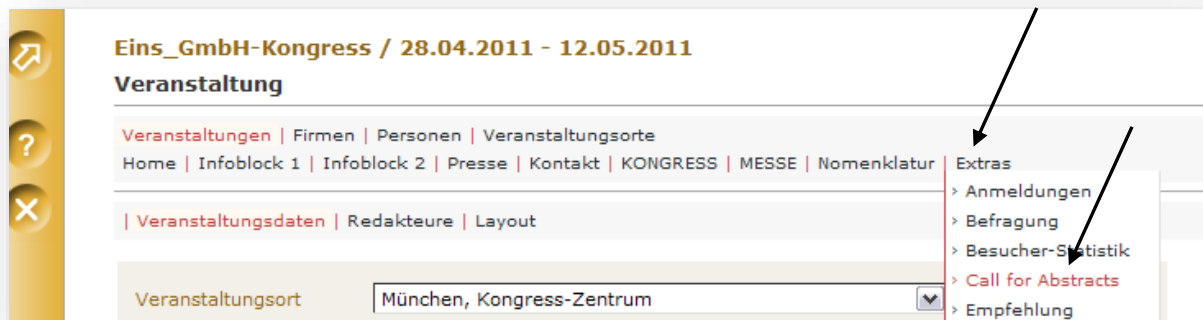 Eins_GmbH-Kongress / 28.04.2011 - 12.05.2011
Veranstaltung
Veranstaltungen | Firmen | Personen | Veranstaltungsorte
Home | Infoblock 1 | Infoblock 2 | Presse | Kontakt | KONGRESS | MESSE | Nomenklatur | Extras
› Anmeldungen
| Veranstaltungsdaten | Redakteure | Layout
› Befragung
› Besucher-Statistik
› Call for Abstracts
Veranstaltungsort München, Kongress-Zentrum
› Empfehlung
?